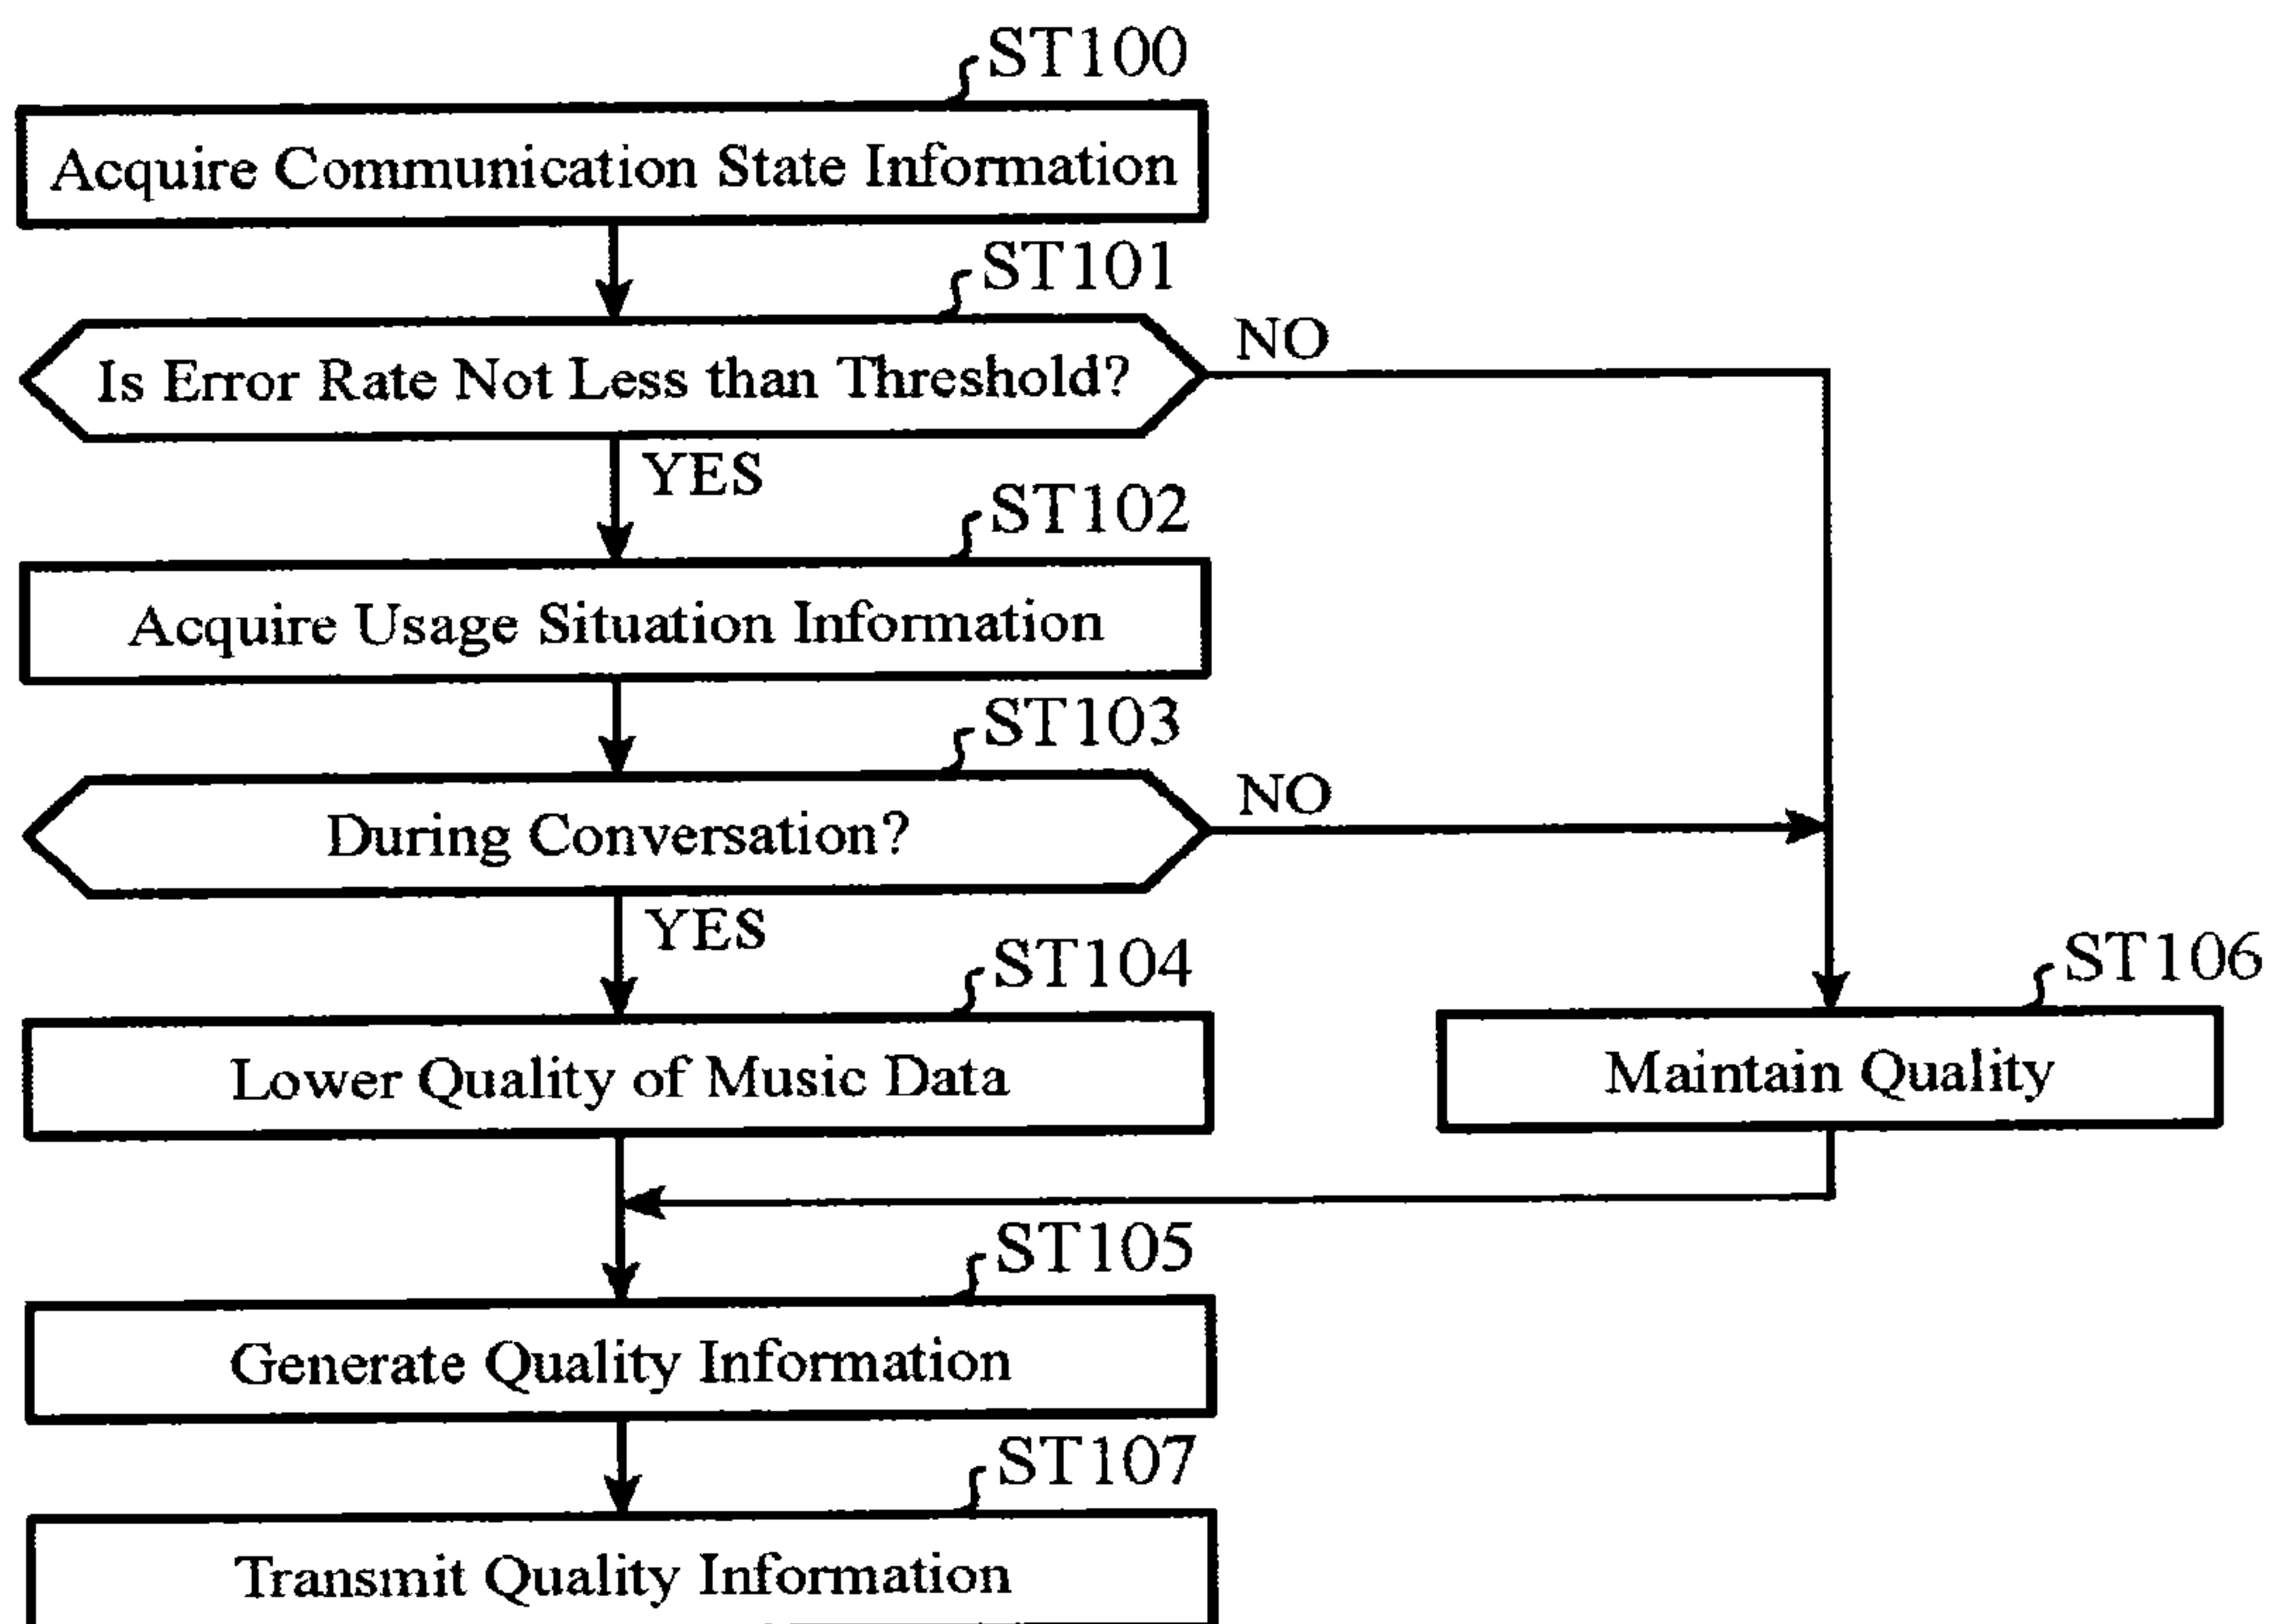 ST100
Acquire Communication State Information
ST101
Is Error Rate Not Less than Threshold?
NO
YES
ST102
Acquire Usage Situation Information
ST103
During Conversation?
NO
YES
ST104
Lower Quality of Music Data
ST106
Maintain Quality
ST105
Generate Quality Information
ST107
Transmit Quality Information